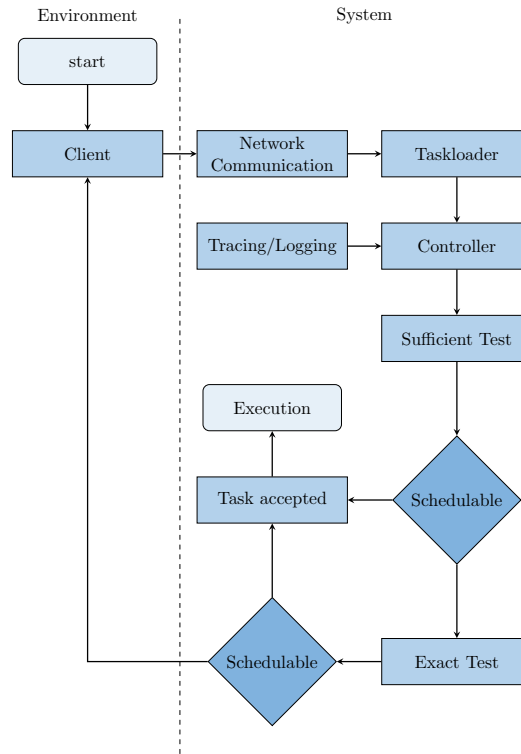 Environment
System
start
Client
Network
Communication
Taskloader
Tracing/Logging
Controller
Sufficient Test
Execution
Task accepted
Schedulable
Schedulable
Exact Test